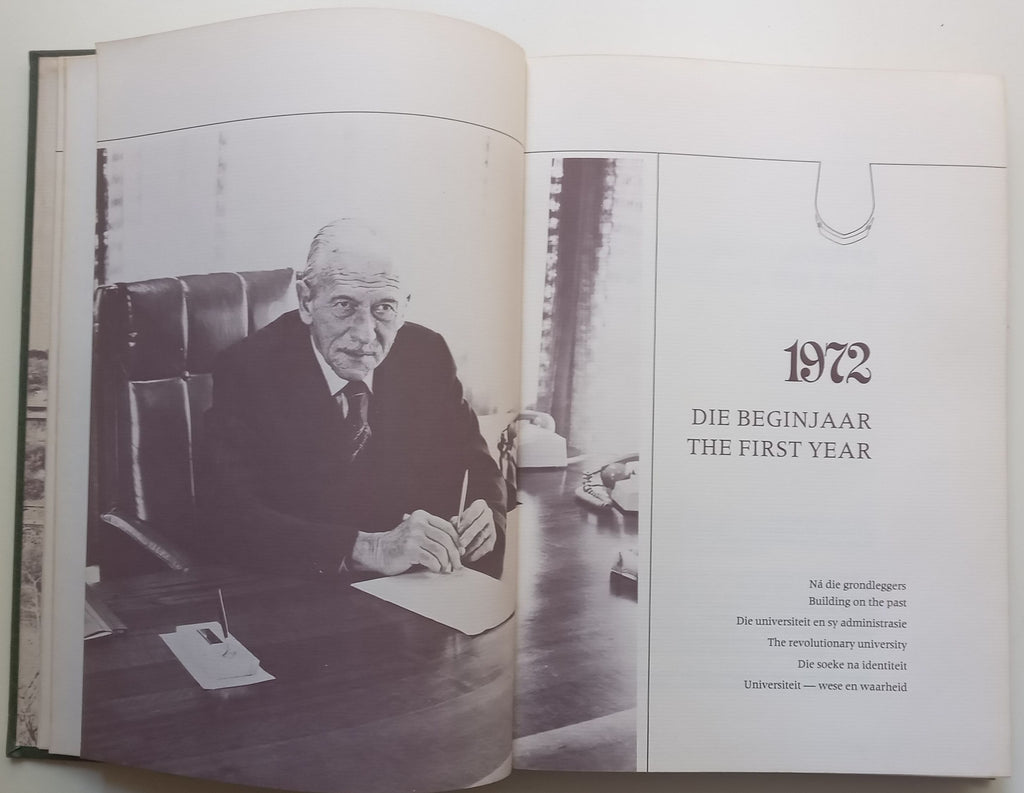 1972
DIE BEGINJAAR
THE FIRST YEAR
Ná die grondleggers
Building on the past
Die universiteit en sy administrasie
The revolutionary university
Die soeke na identiteit
Universiteit — wese en waarheid